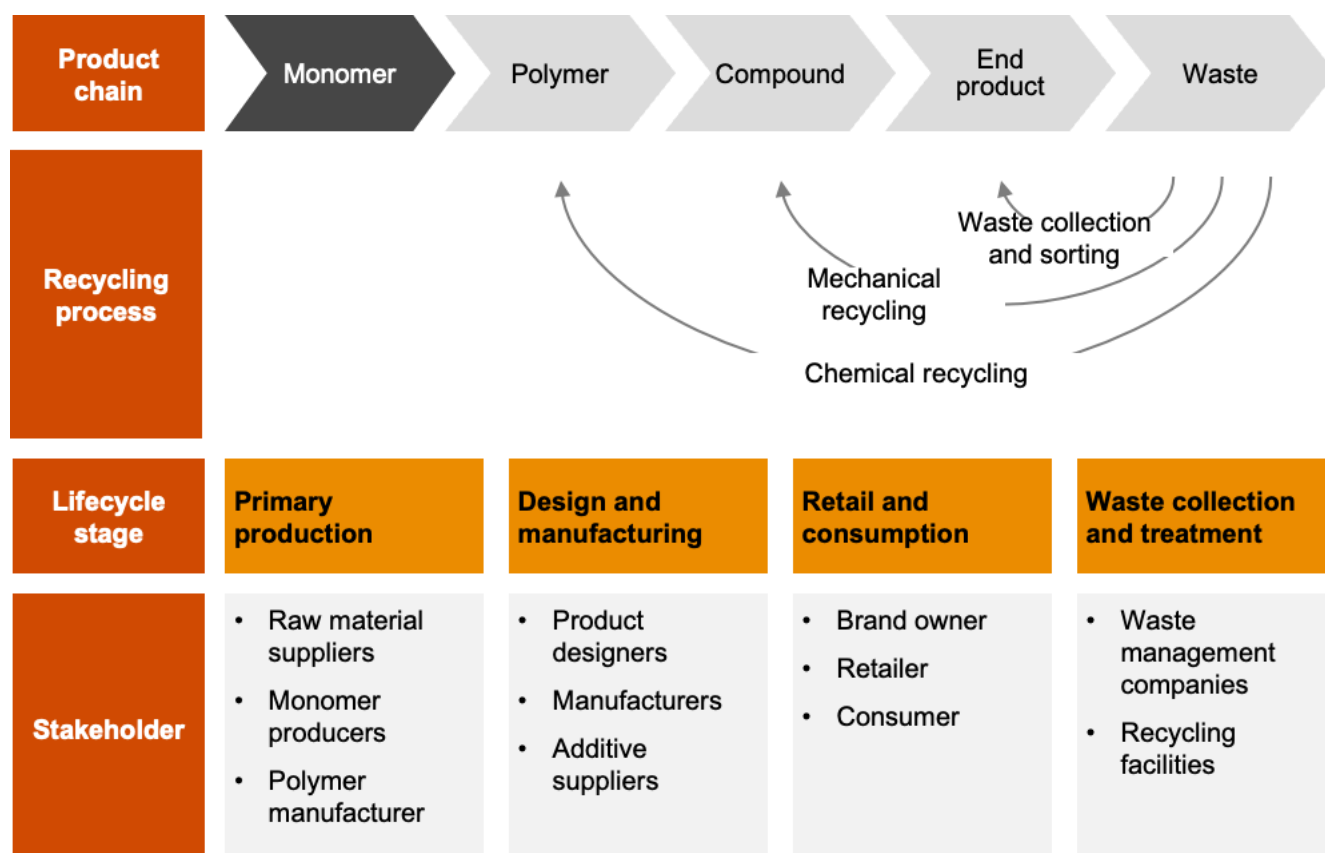 Product
chain
Monomer
Polymer
Compound
End
product
Waste
Recycling
process
Waste collection
and sorting
Mechanical
recycling
Chemical recycling
Lifecycle
stage
Primary
production
Design and
manufacturing
Retail and
consumption
Waste collection
and treatment
Stakeholder
• Raw material
suppliers
• Monomer
producers
• Polymer
manufacturer
• Product
designers
• Manufacturers
• Additive
suppliers
• Brand owner
• Retailer
• Consumer
• Waste
management
companies
• Recycling
facilities